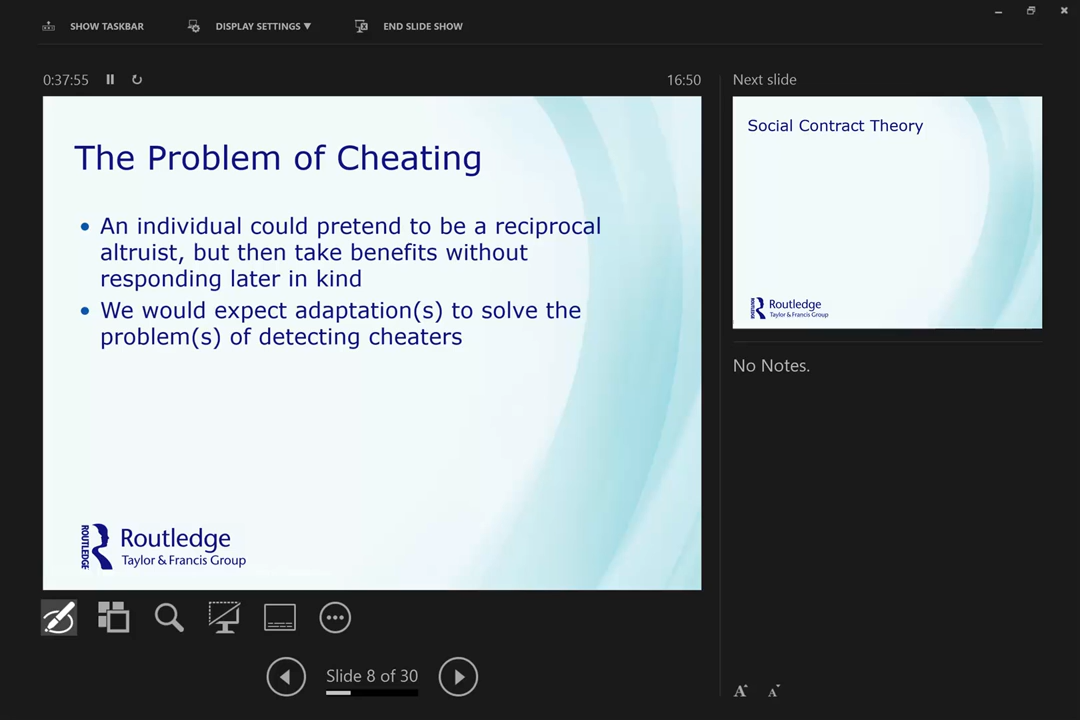 SHOW TASKBAR
DISPLAY SETTINGS ▼
END SLIDE SHOW
0:37:55
16:50
Next slide
The Problem of Cheating
• An individual could pretend to be a reciprocal
altruist, but then take benefits without
responding later in kind
• We would expect adaptation(s) to solve the
problem(s) of detecting cheaters
ROUTLEDGE
Routledge
Taylor & Francis Group
Social Contract Theory
ROUTLEDGE
Routledge
Taylor & Francis Group
No Notes.
Slide 8 of 30
A A